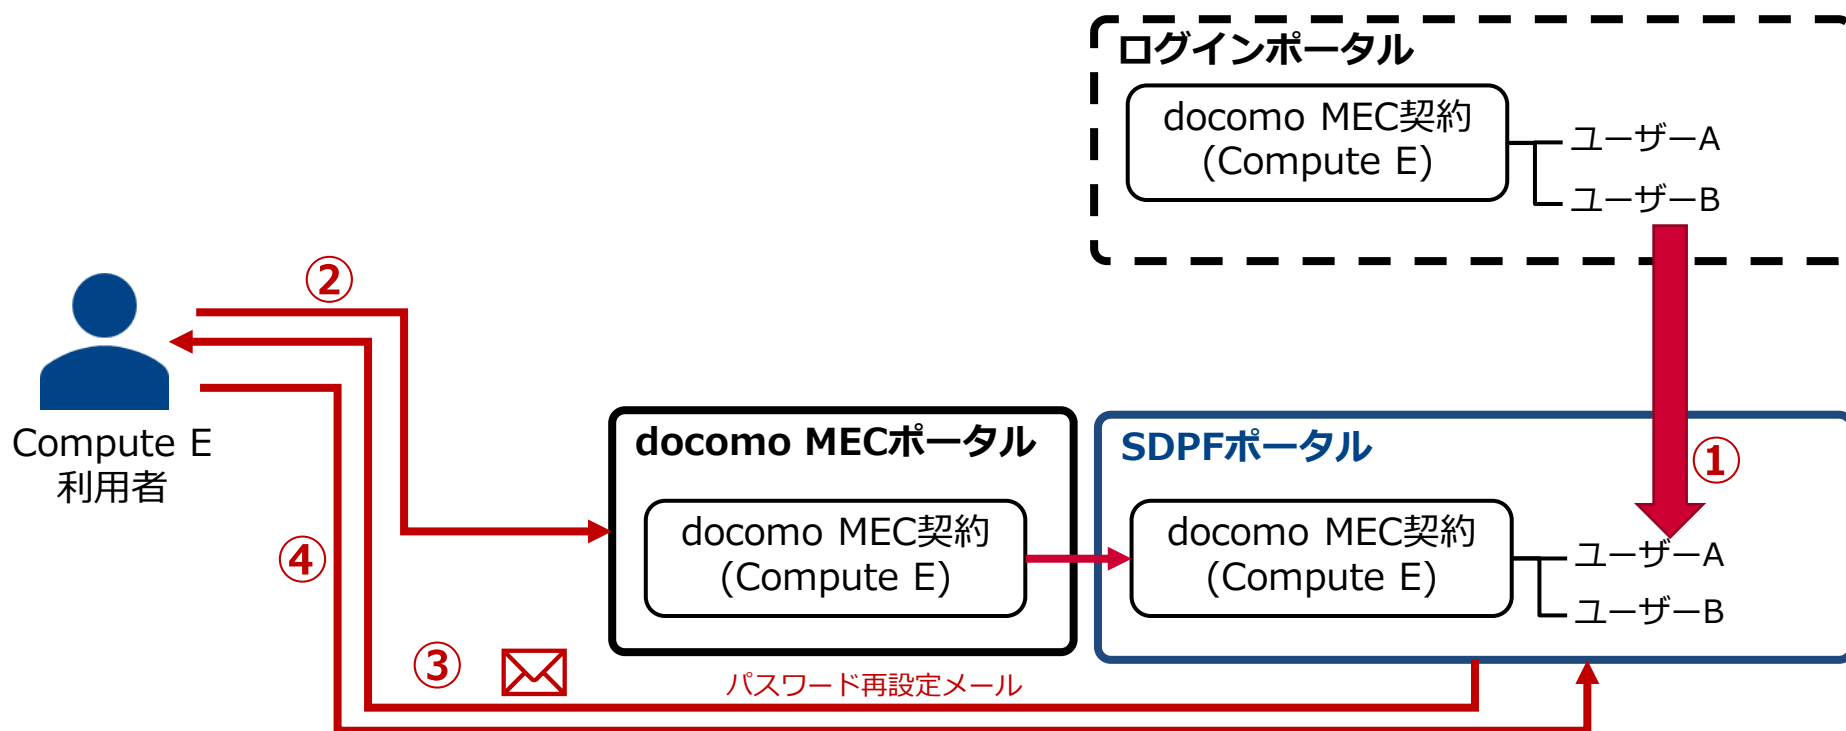 ログインポータル
docomo MEC契約
(Compute E)
ユーザーA
ユーザーB
②
Compute E
利用者
docomo MECポータル
docomo MEC契約
(Compute E)
SDPFポータル
①
docomo MEC契約
(Compute E)
ユーザーA
ユーザーB
④
③
パスワード再設定メール